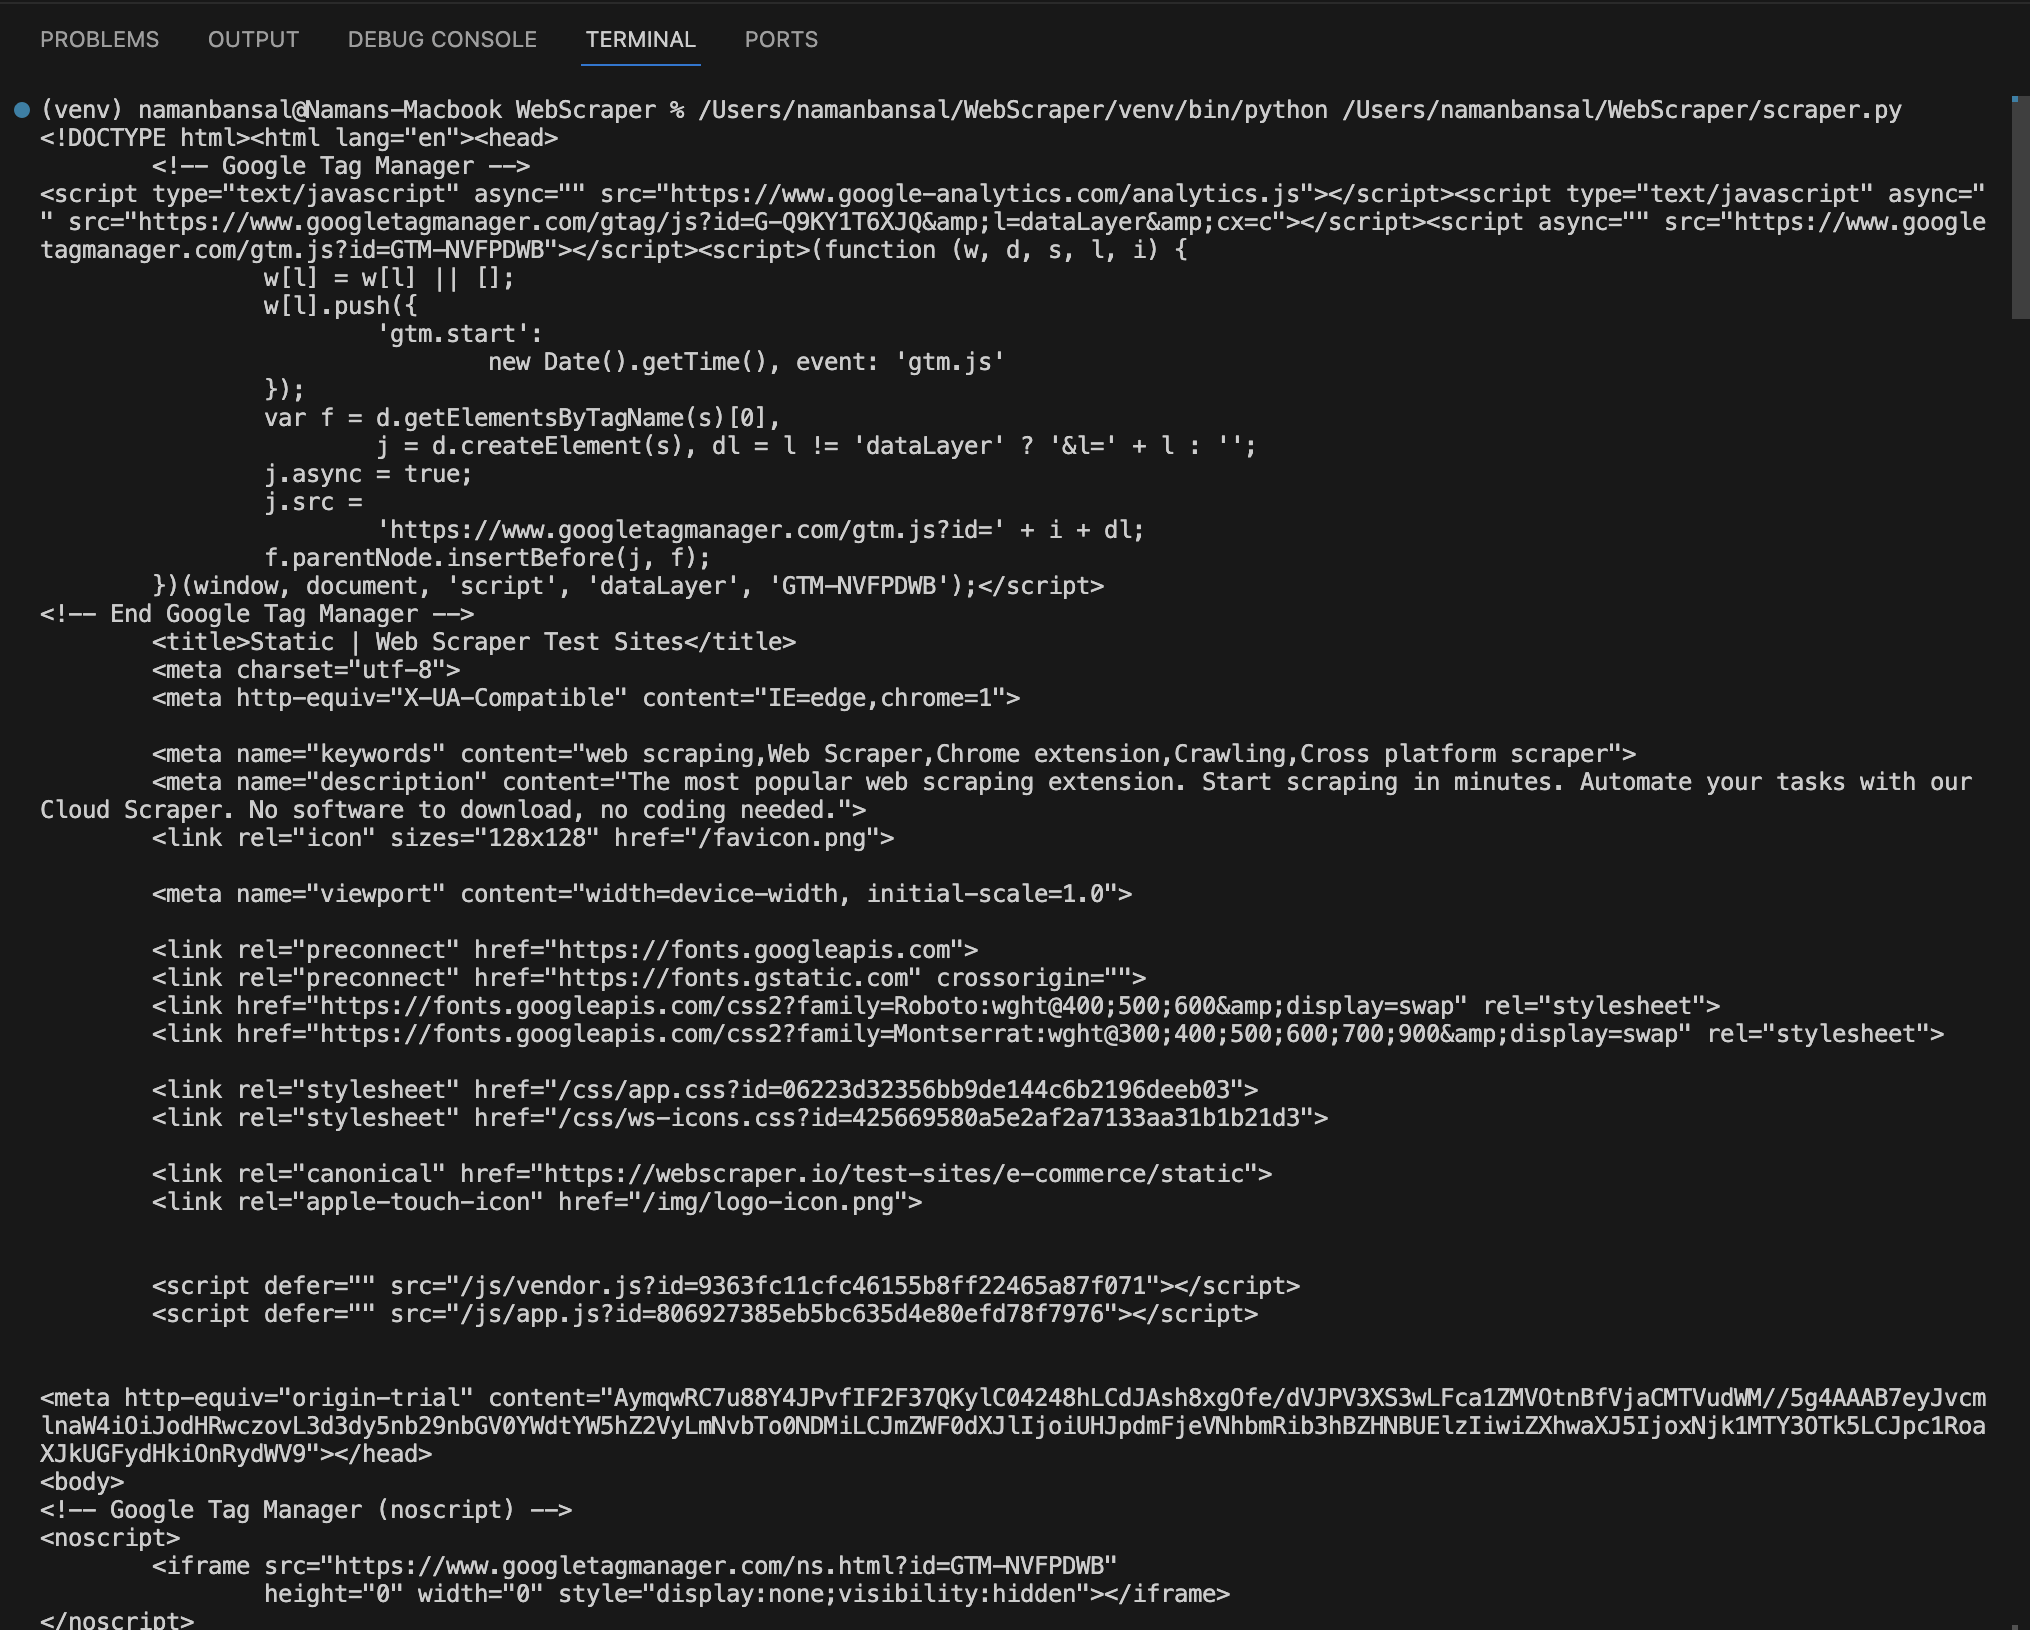 PROBLEMS OUTPUT DEBUG CONSOLE TERMINAL PORTS
(venv) namanbansal@Namans-Macbook WebScraper % /Users/namanbansal/WebScraper/venv/bin/python /Users/namanbansal/WebScraper/scraper.py
<!DOCTYPE html><html lang="en"><head>
<!-- Google Tag Manager -->
<script type="text/javascript" async="" src="https://www.google-analytics.com/analytics.js"></script><script type="text/javascript" async="
" src="https://www.googletagmanager.com/gtag/js?id=G-Q9KY1T6XJQ&amp;l=dataLayer&amp;cx=c"></script><script async="" src="https://www.google
tagmanager.com/gtm.js?id=GTM-NVFPDWB"></script><script>(function (w, d, s, l, i) {
w[l] = w[l] || [];
w[l].push({
'gtm.start':
new Date().getTime(), event: 'gtm.js'
});
var f = d.getElementsByTagName(s)[0],
j = d.createElement(s), dl = l != 'dataLayer' ? '&l=' + l : '';
j.async = true;
j.src =
'https://www.googletagmanager.com/gtm.js?id=' + i + dl;
f.parentNode.insertBefore(j, f);
})(window, document, 'script', 'dataLayer', 'GTM-NVFPDWB');</script>
<!-- End Google Tag Manager -->
<title>Static | Web Scraper Test Sites</title>
<meta charset="utf-8">
<meta http-equiv="X-UA-Compatible" content="IE=edge,chrome=1">
<meta name="keywords" content="web scraping,Web Scraper,Chrome extension,Crawling,Cross platform scraper">
<meta name="description" content="The most popular web scraping extension. Start scraping in minutes. Automate your tasks with our
Cloud Scraper. No software to download, no coding needed.">
<link rel="icon" sizes="128x128" href="/favicon.png">
<meta name="viewport" content="width=device-width, initial-scale=1.0">
<link rel="preconnect" href="https://fonts.googleapis.com">
<link rel="preconnect" href="https://fonts.gstatic.com" crossorigin="">
<link href="https://fonts.googleapis.com/css2?family=Roboto:wght@400;500;600&amp;display=swap" rel="stylesheet">
<link href="https://fonts.googleapis.com/css2?family=Montserrat:wght@300;400;500;600;700;900&amp;display=swap" rel="stylesheet">
<link rel="stylesheet" href="/css/app.css?id=06223d32356bb9de144c6b2196deeb03">
<link rel="stylesheet" href="/css/ws-icons.css?id=425669580a5e2af2a7133aa31b1b21d3">
<link rel="canonical" href="https://webscraper.io/test-sites/e-commerce/static">
<link rel="apple-touch-icon" href="/img/logo-icon.png">
<script defer="" src="/js/vendor.js?id=9363fc11cfc46155b8ff22465a87f071"></script>
<script defer="" src="/js/app.js?id=806927385eb5bc635d4e80efd78f7976"></script>
<meta http-equiv="origin-trial" content="AymqwRC7u88Y4JPvfIF2F37QKylC04248hLCdJAsh8xgOfe/dVJPV3XS3wLFca1ZMVOtnBfVjaCMTVudWM//5g4AAAB7eyJvcm
lnaW4iOiJodHRwczovL3d3dy5nb29nbGV0YWdtYW5hZ2VyLmNvbTo0NDMiLCJmZWF0dXJlIjoiUHJpdmFjeVNhbmRib3hBZHNBUElzIiwiZXhwaXJ5IjoxNjk1MTY3OTk5LCJpc1Roa
XJkUGFydHkiOnRydWV9"></head>
<body>
<!-- Google Tag Manager (noscript) -->
<noscript>
<iframe src="https://www.googletagmanager.com/ns.html?id=GTM-NVFPDWB"
height="0" width="0" style="display:none;visibility:hidden"></iframe>
</noscript>